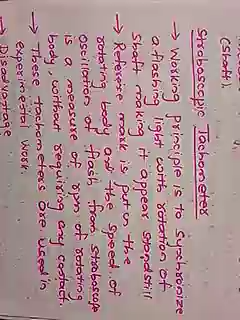 (Shaft).
Stroboscopic Tachometer
→ Working principle is to synchronize
a flashing light with rotation of
shaft making it appear standstill
→ Reference mark is put on the
rotating body and the speed of
oscillation of flash from stroboscope
is a measure of rpm of rotating
body, without requiring any contact.
→ These tachometers are used in
experimental work
→ Disadvantage